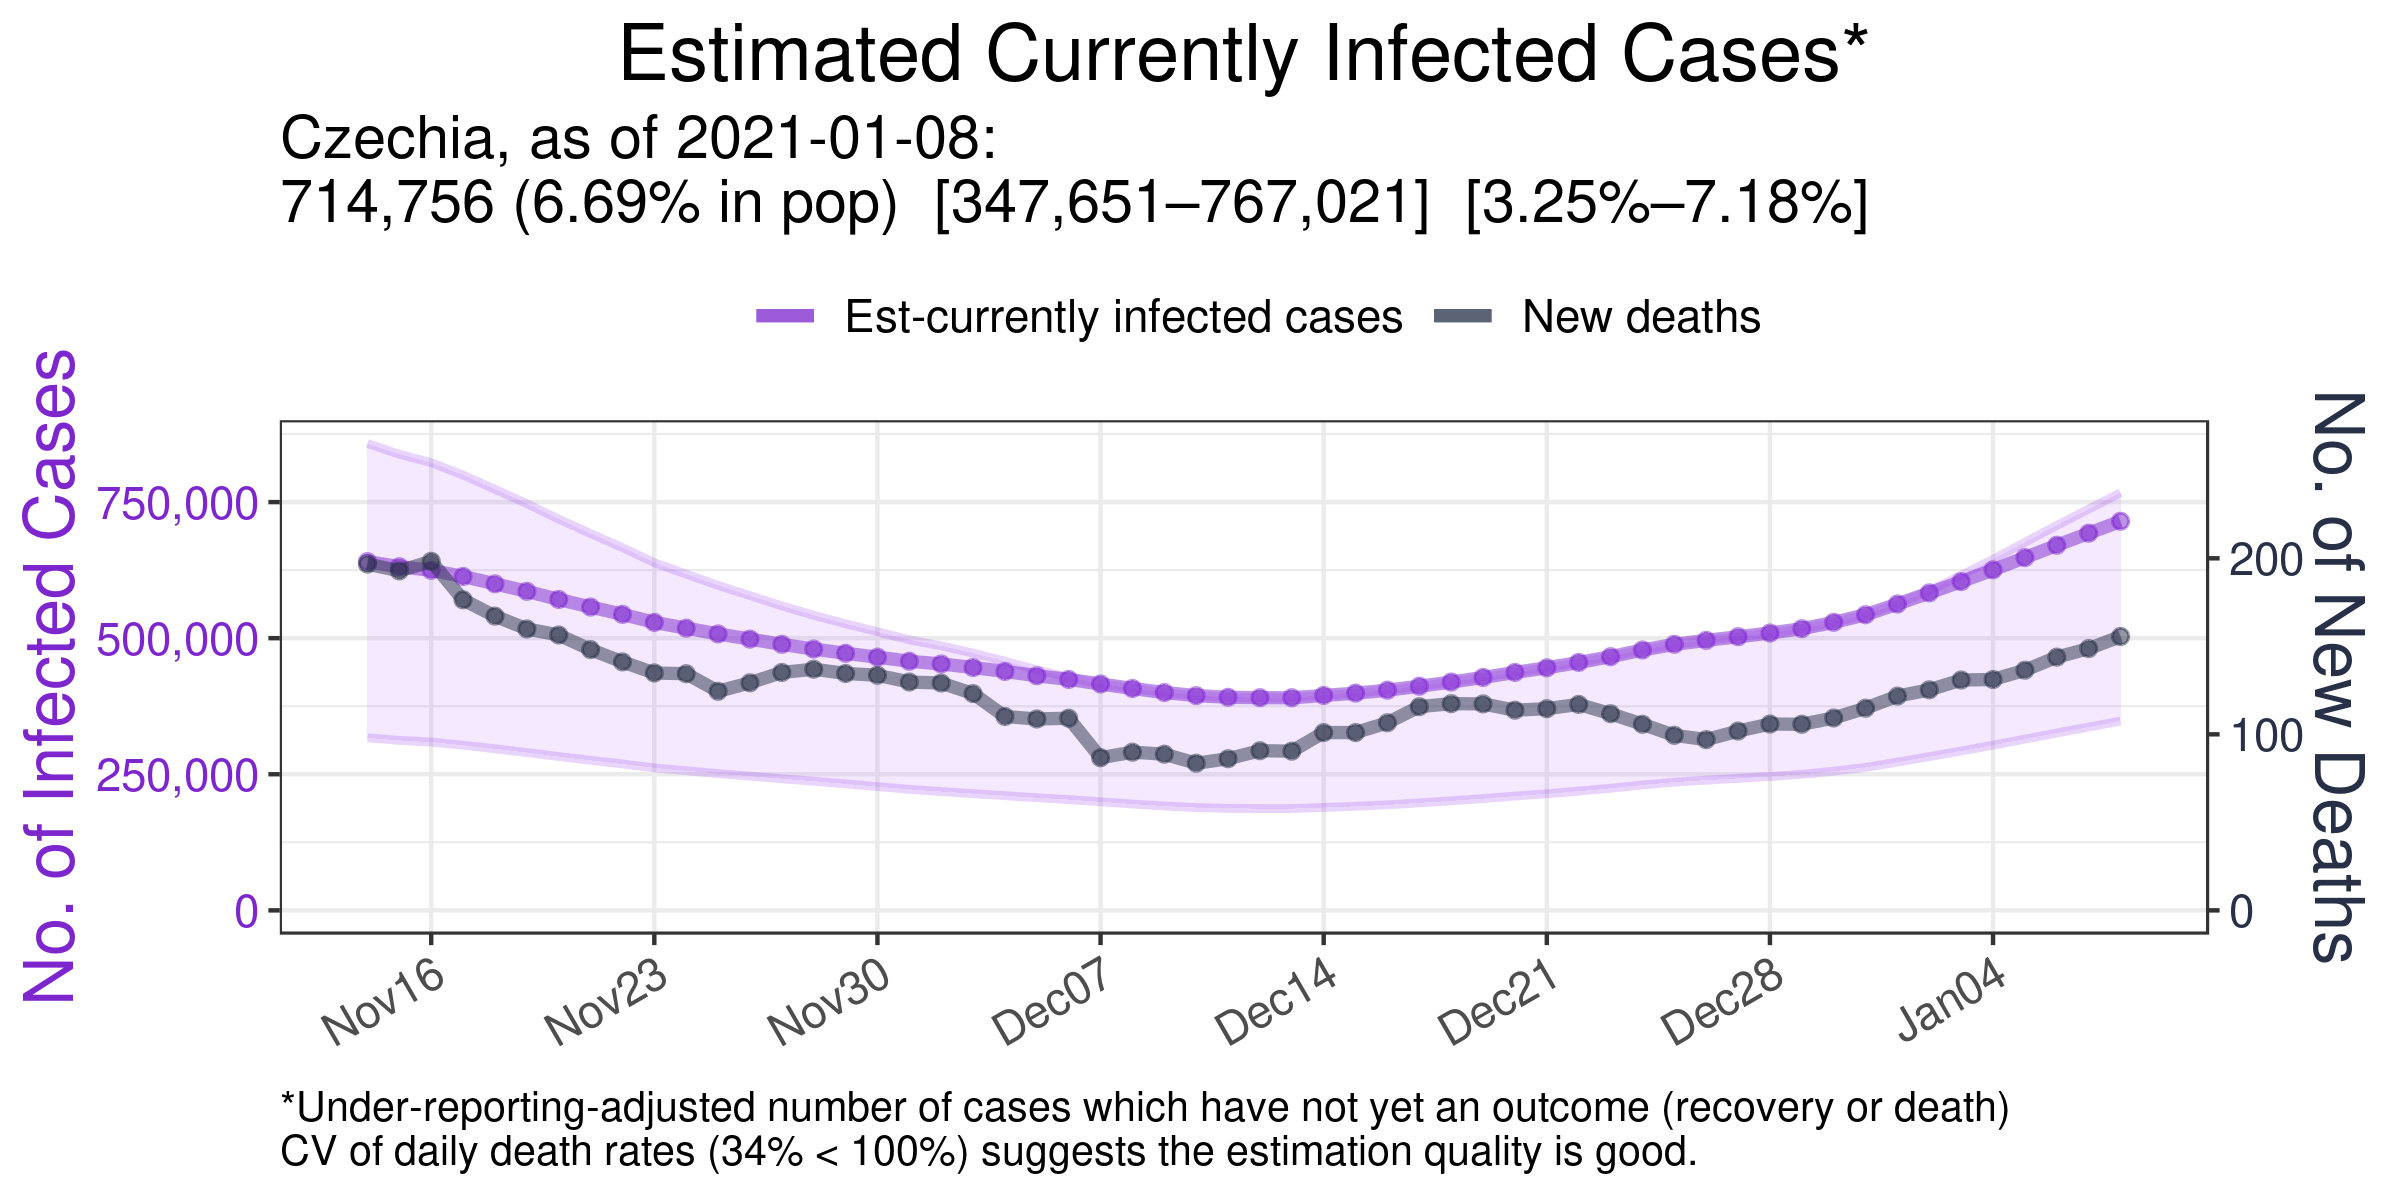 Estimated Currently Infected Cases*
Czechia, as of 2021-01-08:
714,756 (6.69% in pop) [347,651–767,021] [3.25%–7.18%]
Est-currently infected cases
New deaths
No. of Infected Cases
750,000
500,000
250,000
0
200
100
0
No. of New Deaths
Nov16
Nov23
Nov30
Dec07
Dec14
Dec21
Dec28
Jan04
*Under-reporting-adjusted number of cases which have not yet an outcome (recovery or death)
CV of daily death rates (34% < 100%) suggests the estimation quality is good.